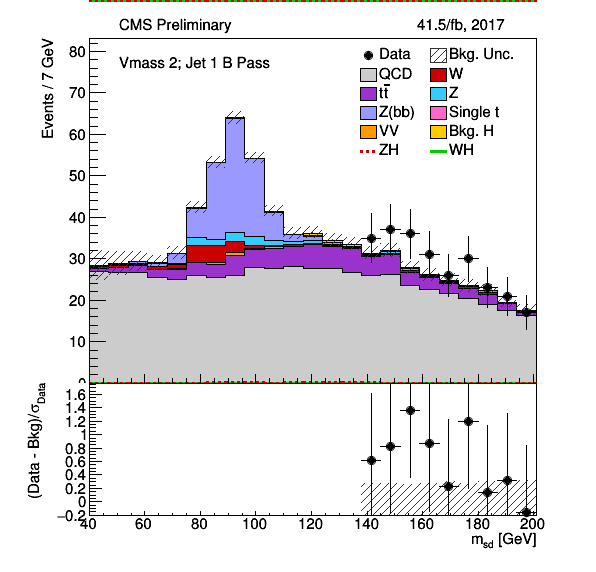 CMS Preliminary 41.5/fb, 2017
Events / 7 GeV
Vmass 2; Jet 1 B Pass
Data Bkg. Unc.
QCD W
tt̅ Z
Z(bb) Single t
VV Bkg. H
ZH WH
80
70
60
50
40
30
20
10
0
(Data - Bkg)/σData
1.6
1.4
1.2
1
0.8
0.6
0.4
0.2
0
−0.2
40 60 80 100 120 140 160 180 200
msd [GeV]